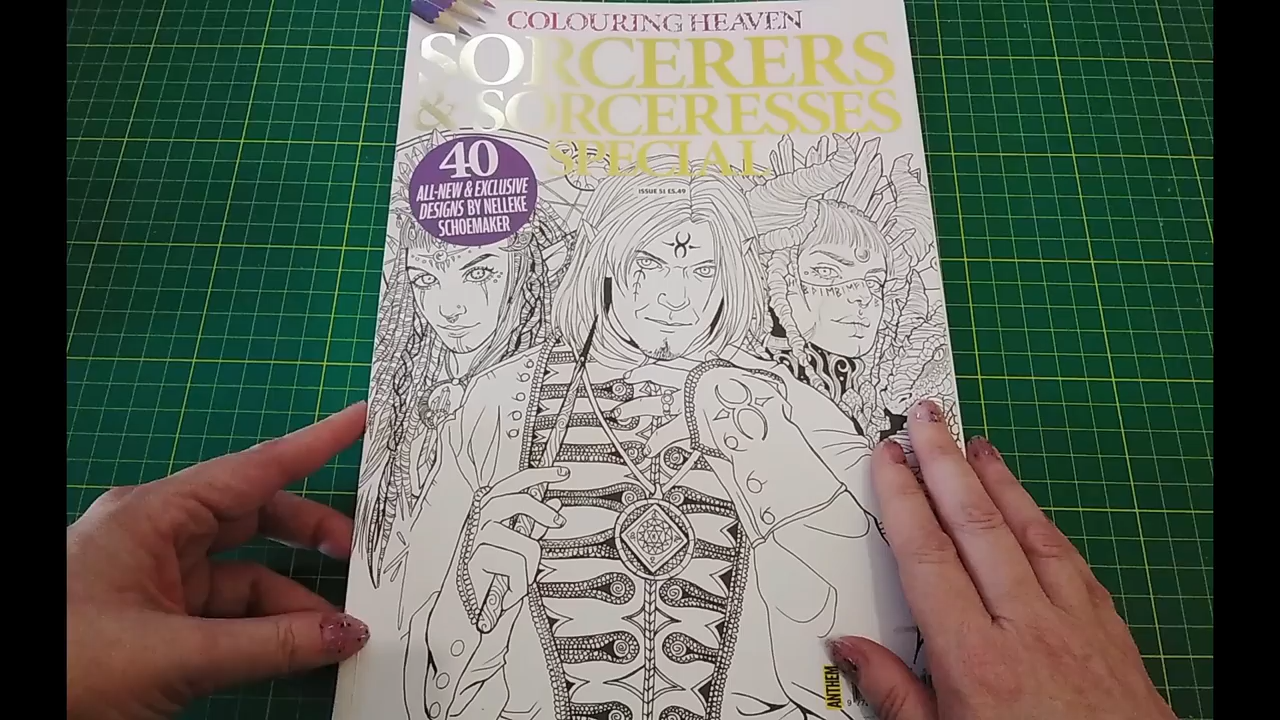 COLOURING HEAVEN
SORCERERS
& SORCERESSES
SPECIAL
ISSUE 51 £5.49
40
ALL-NEW & EXCLUSIVE
DESIGNS BY NELLEKE
SCHOEMAKER
ANTHEM